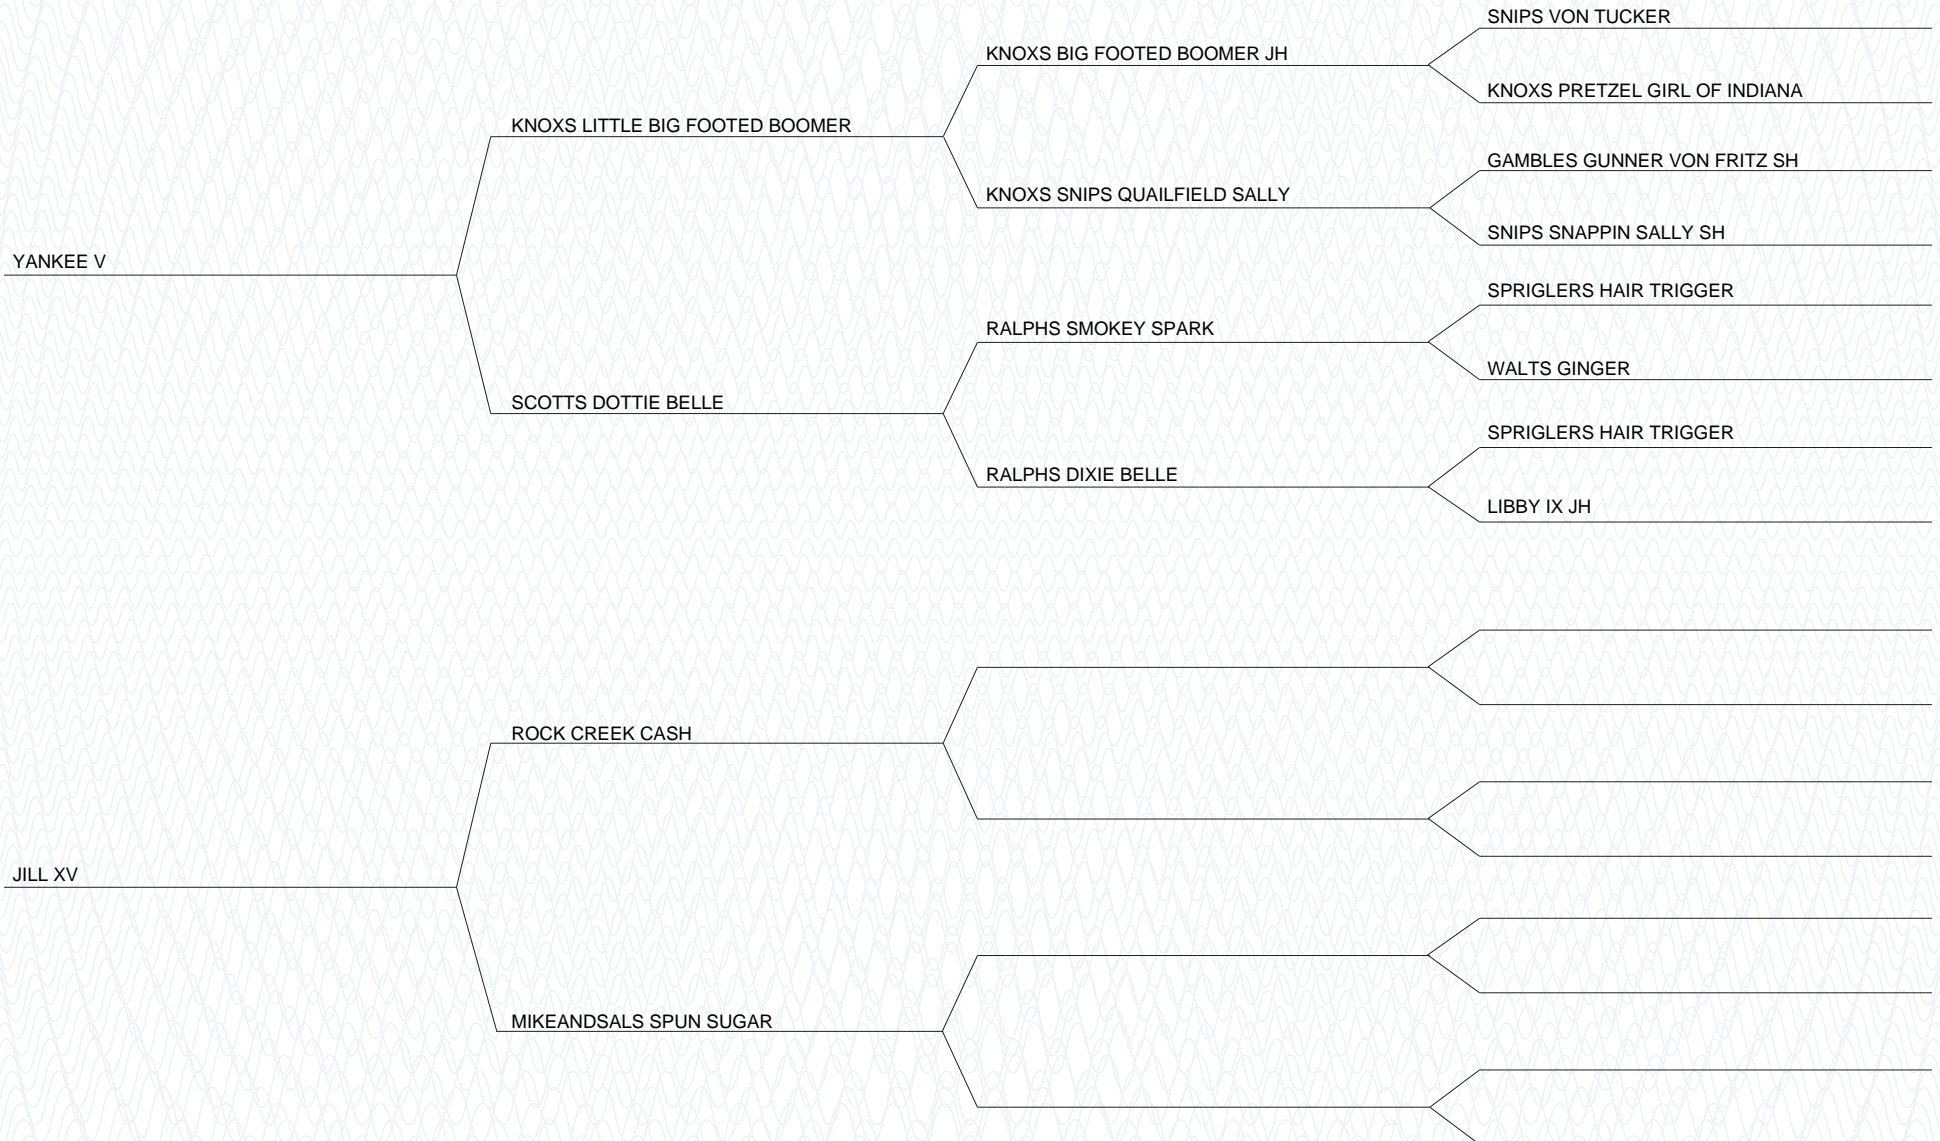 SNIPS VON TUCKER
KNOXS BIG FOOTED BOOMER JH
KNOXS PRETZEL GIRL OF INDIANA
KNOXS LITTLE BIG FOOTED BOOMER
GAMBLES GUNNER VON FRITZ SH
KNOXS SNIPS QUAILFIELD SALLY
SNIPS SNAPPIN SALLY SH
YANKEE V
SPRIGLERS HAIR TRIGGER
RALPHS SMOKEY SPARK
WALTS GINGER
SCOTTS DOTTIE BELLE
SPRIGLERS HAIR TRIGGER
RALPHS DIXIE BELLE
LIBBY IX JH
ROCK CREEK CASH
JILL XV
MIKEANDSALS SPUN SUGAR